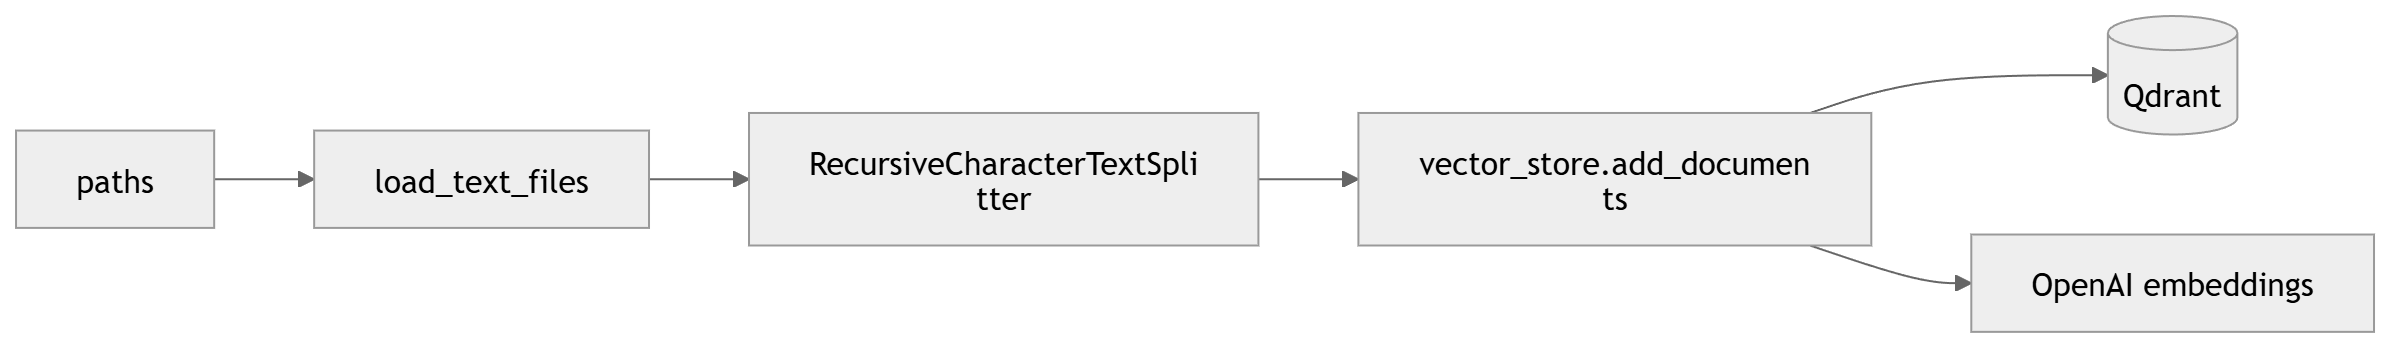 paths
load_text_files
RecursiveCharacterTextSpli
tter
vector_store.add_documen
ts
Qdrant
OpenAI embeddings